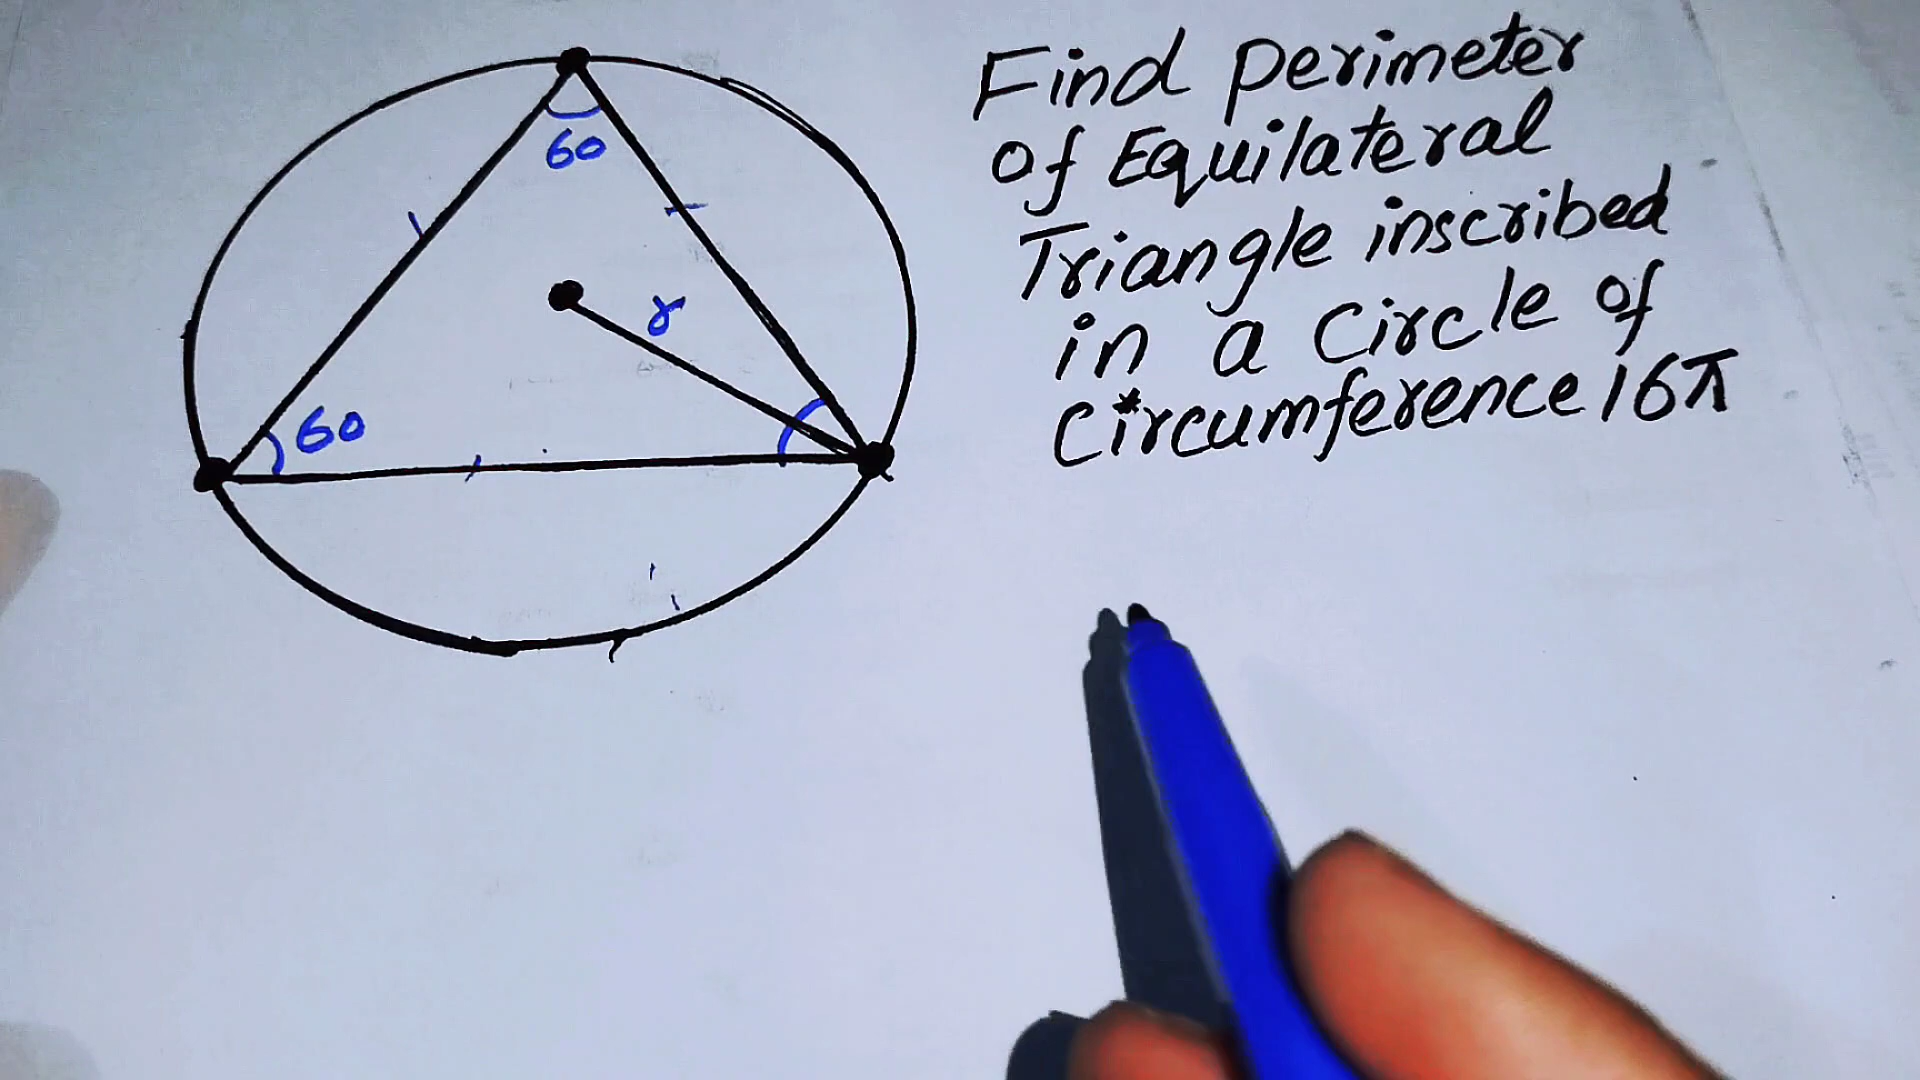 Find perimeter
of Equilateral
Triangle inscribed
in a circle of
Circumference 16π
60
r
60